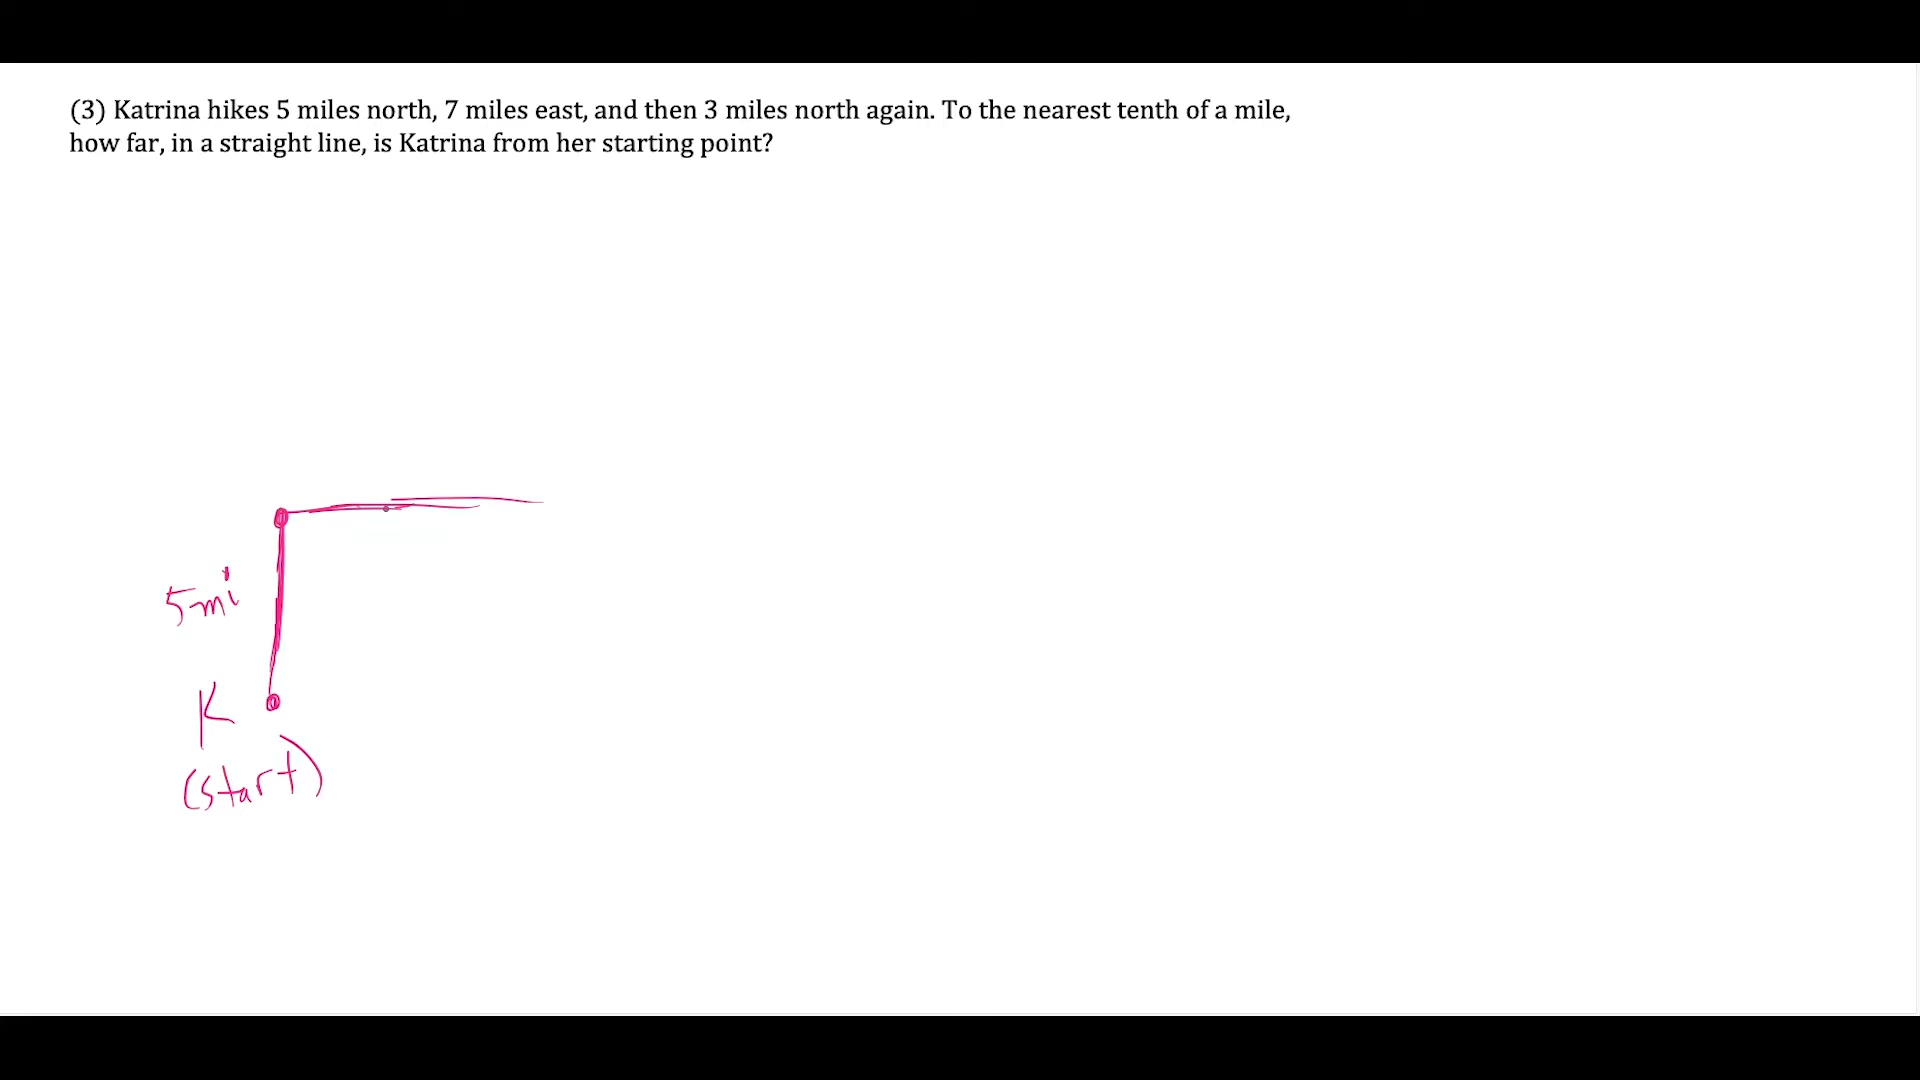 (3) Katrina hikes 5 miles north, 7 miles east, and then 3 miles north again. To the nearest tenth of a mile,
how far, in a straight line, is Katrina from her starting point?
5mi
K
(start)